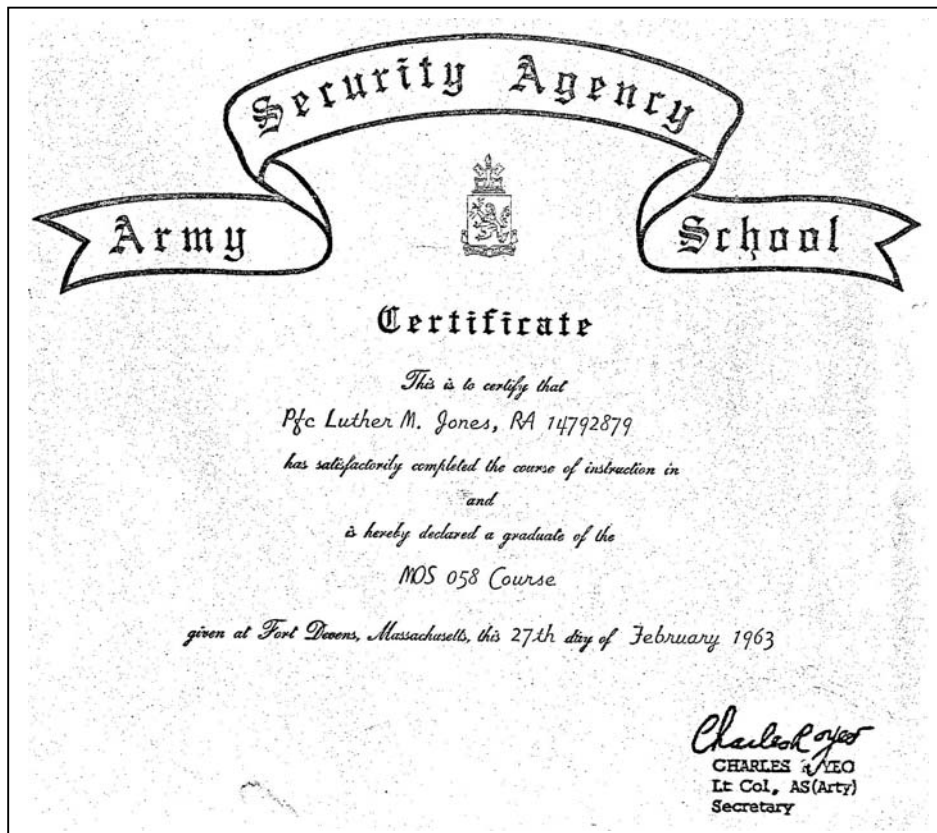 Army Security Agency School
Certificate
This is to certify that
Pfc Luther M. Jones, RA 14792879
has satisfactorily completed the course of instruction in
and
is hereby declared a graduate of the
MOS 058 Course
given at Fort Devens, Massachusetts, this 27th day of February 1963
Charles R Yeo
CHARLES R YEO
Lt Col, AS(Arty)
Secretary